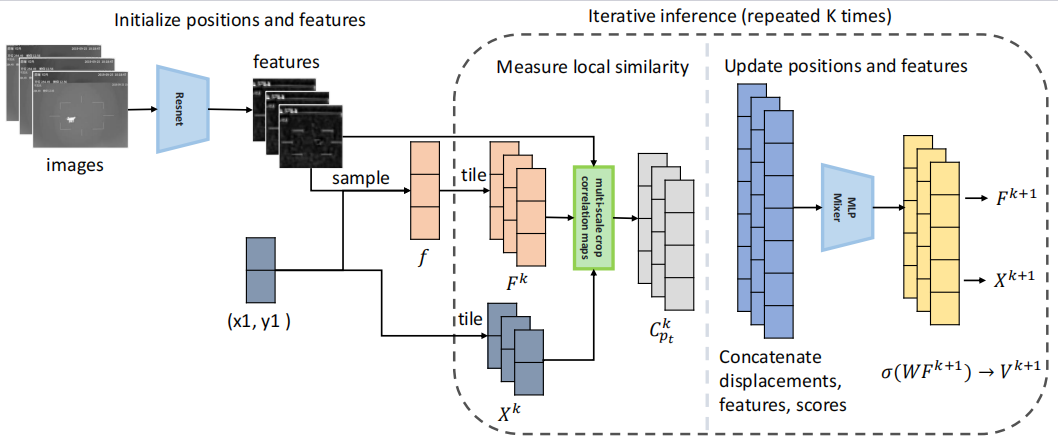 Initialize positions and features
Iterative inference (repeated K times)
features
Measure local similarity
Update positions and features
Resnet
images
sample
tile
multi-scale crop
correlation maps
MLP
Mixer
F^{k+1}
f
F^k
X^{k+1}
(x1, y1 )
tile
C_{p_t}^k
Concatenate
displacements,
features, scores
σ(WF^{k+1}) → V^{k+1}
X^k